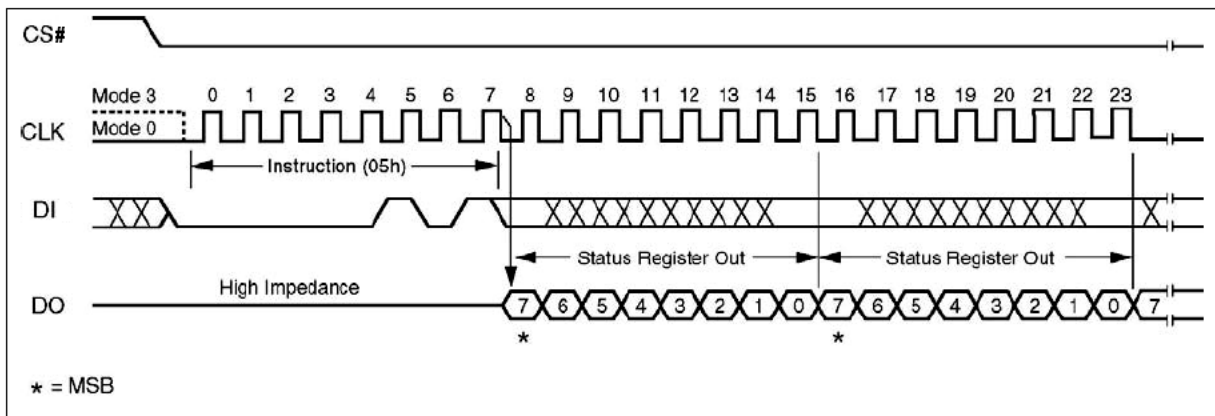 CS#
Mode 3 0 1 2 3 4 5 6 7 8 9 10 11 12 13 14 15 16 17 18 19 20 21 22 23
CLK Mode 0
Instruction (05h)
DI
Status Register Out Status Register Out
High Impedance
DO 7 6 5 4 3 2 1 0 7 6 5 4 3 2 1 0 7
* *
* = MSB